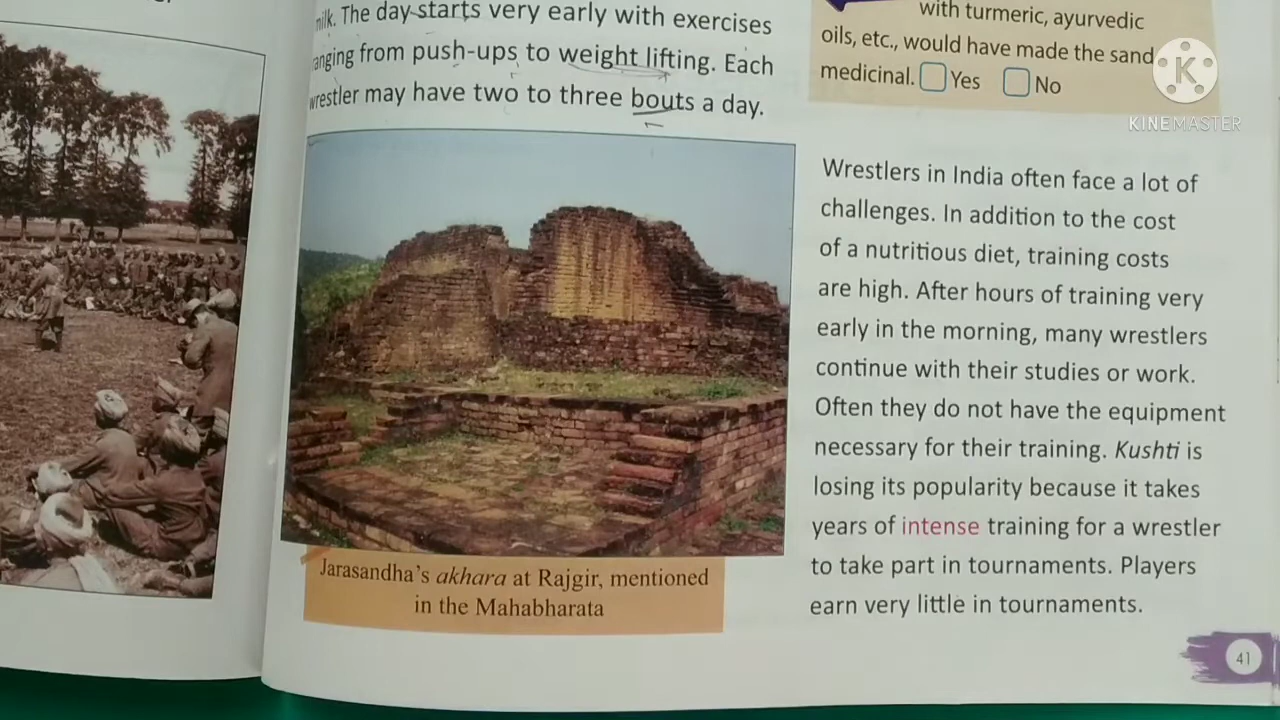 milk. The day starts very early with exercises
ranging from push-ups to weight lifting. Each
wrestler may have two to three bouts a day.
Jarasandha's akhara at Rajgir, mentioned
in the Mahabharata
with turmeric, ayurvedic
oils, etc., would have made the sand
medicinal. Yes No
KINEMASTER
Wrestlers in India often face a lot of
challenges. In addition to the cost
of a nutritious diet, training costs
are high. After hours of training very
early in the morning, many wrestlers
continue with their studies or work.
Often they do not have the equipment
necessary for their training. Kushti is
losing its popularity because it takes
years of intense training for a wrestler
to take part in tournaments. Players
earn very little in tournaments.
41